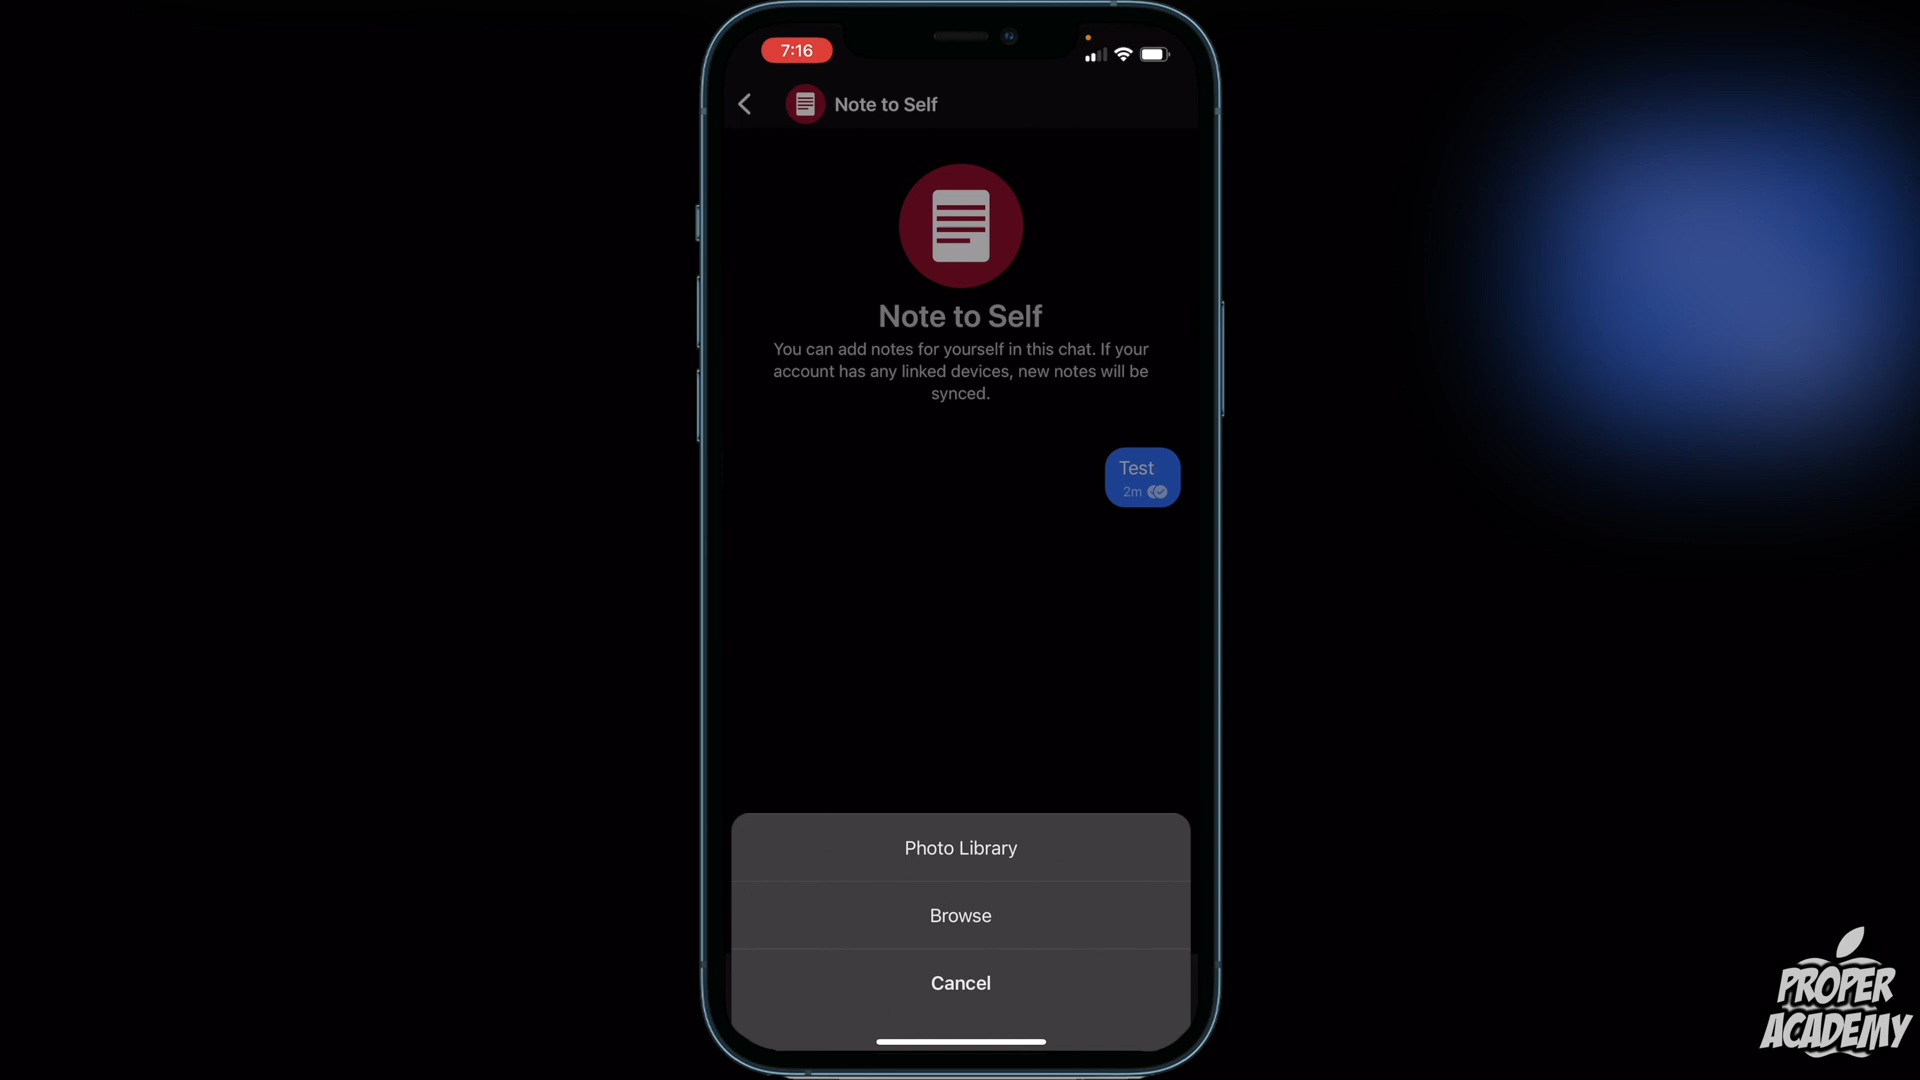 7:16
Note to Self
Note to Self
You can add notes for yourself in this chat. If your
account has any linked devices, new notes will be
synced.
Test
2m
Photo Library
Browse
Cancel
PROPER
ACADEMY